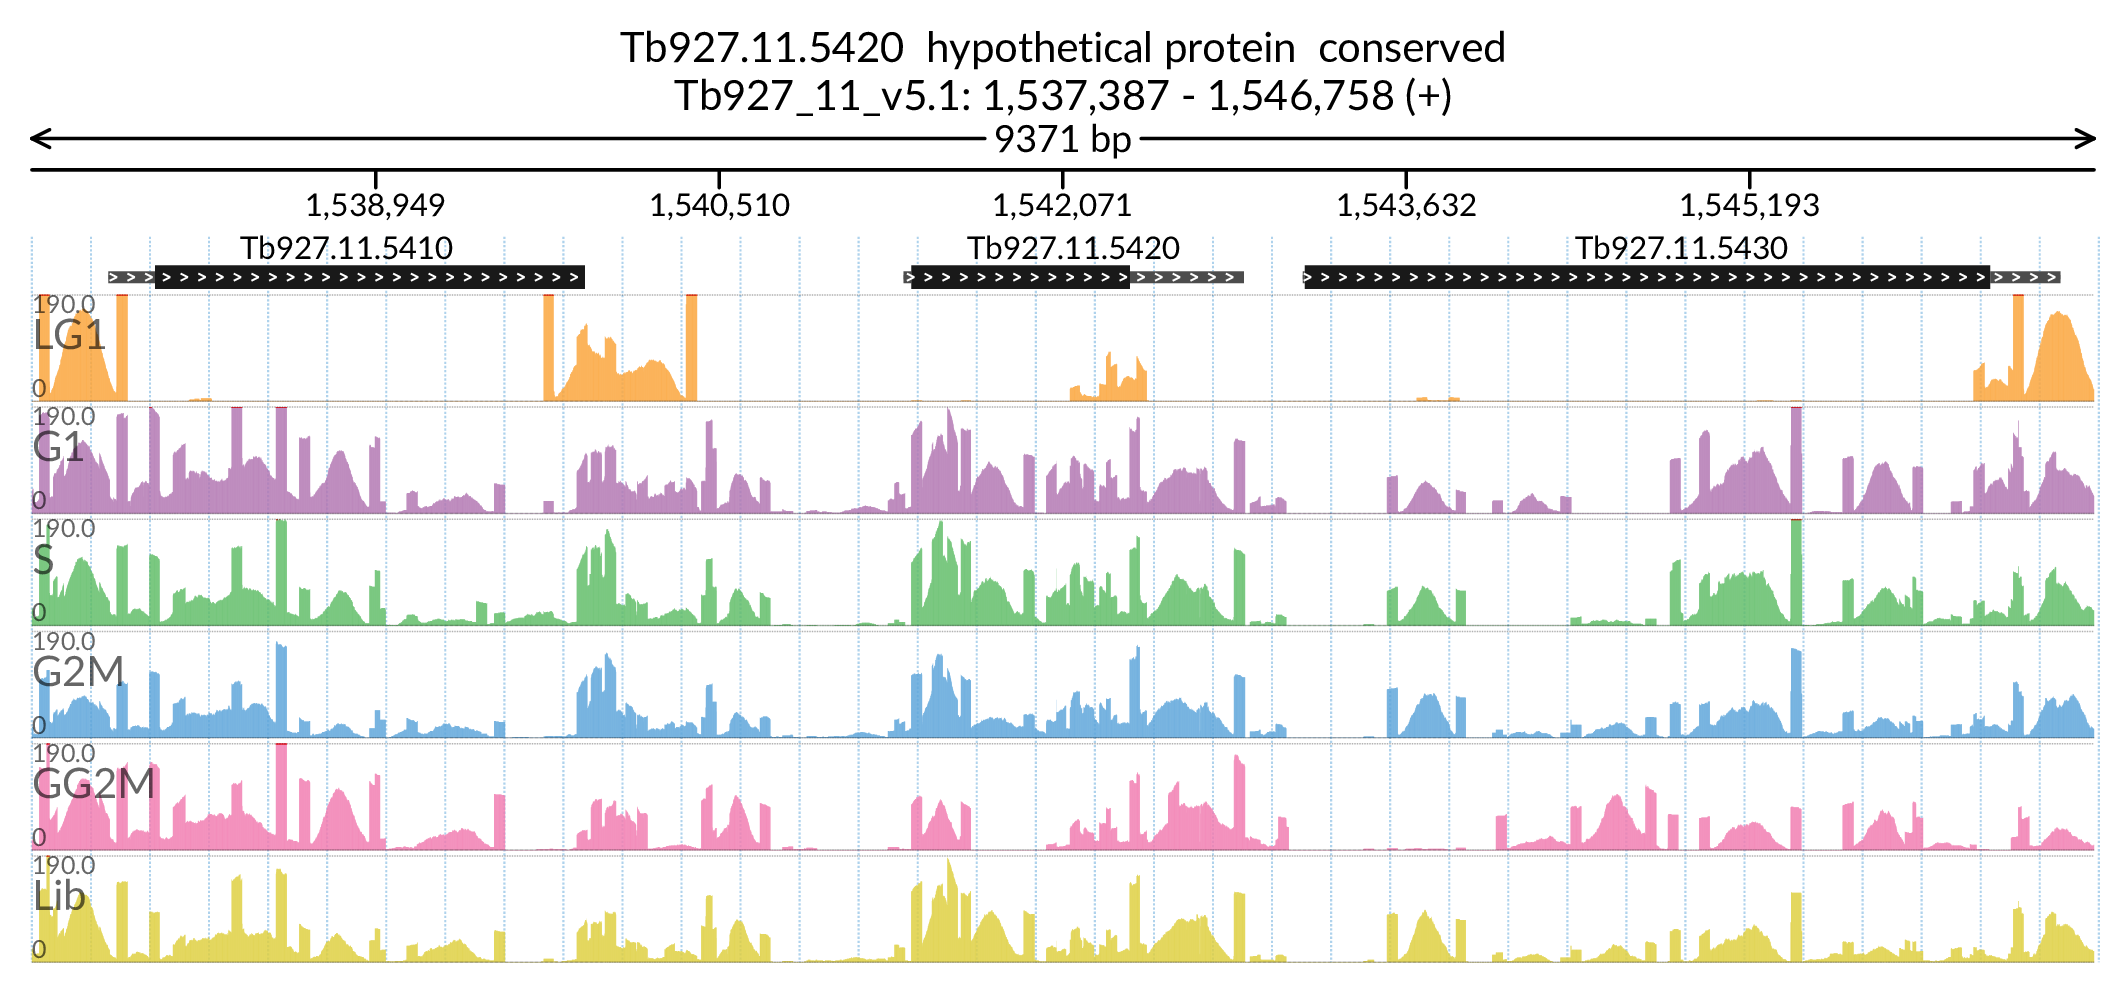 Tb927.11.5420  hypothetical protein  conserved
Tb927_11_v5.1: 1,537,387 - 1,546,758 (+)
9371 bp
1,538,949 1,540,510 1,542,071 1,543,632 1,545,193
Tb927.11.5410 Tb927.11.5420 Tb927.11.5430
190.0
LG1
0
190.0
G1
0
190.0
S
0
190.0
G2M
0
190.0
GG2M
0
190.0
Lib
0